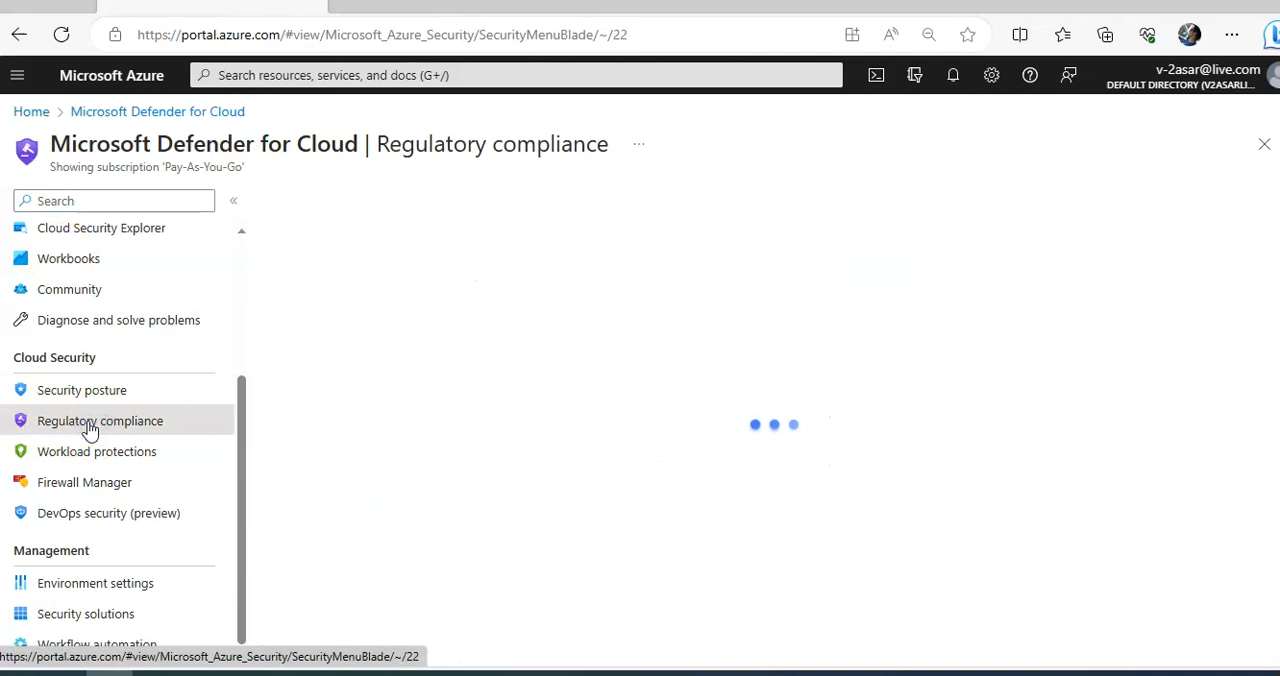 https://portal.azure.com/#view/Microsoft_Azure_Security/SecurityMenuBlade/~/22
Microsoft Azure
Search resources, services, and docs (G+/)
v-2asar@live.com
DEFAULT DIRECTORY (V2ASARLI...
Home > Microsoft Defender for Cloud
Microsoft Defender for Cloud | Regulatory compliance ...
Showing subscription 'Pay-As-You-Go'
Search
«
Cloud Security Explorer
Workbooks
Community
Diagnose and solve problems
Cloud Security
Security posture
Regulatory compliance
Workload protections
Firewall Manager
DevOps security (preview)
Management
Environment settings
Security solutions
Workflow automation
https://portal.azure.com/#view/Microsoft_Azure_Security/SecurityMenuBlade/~/22